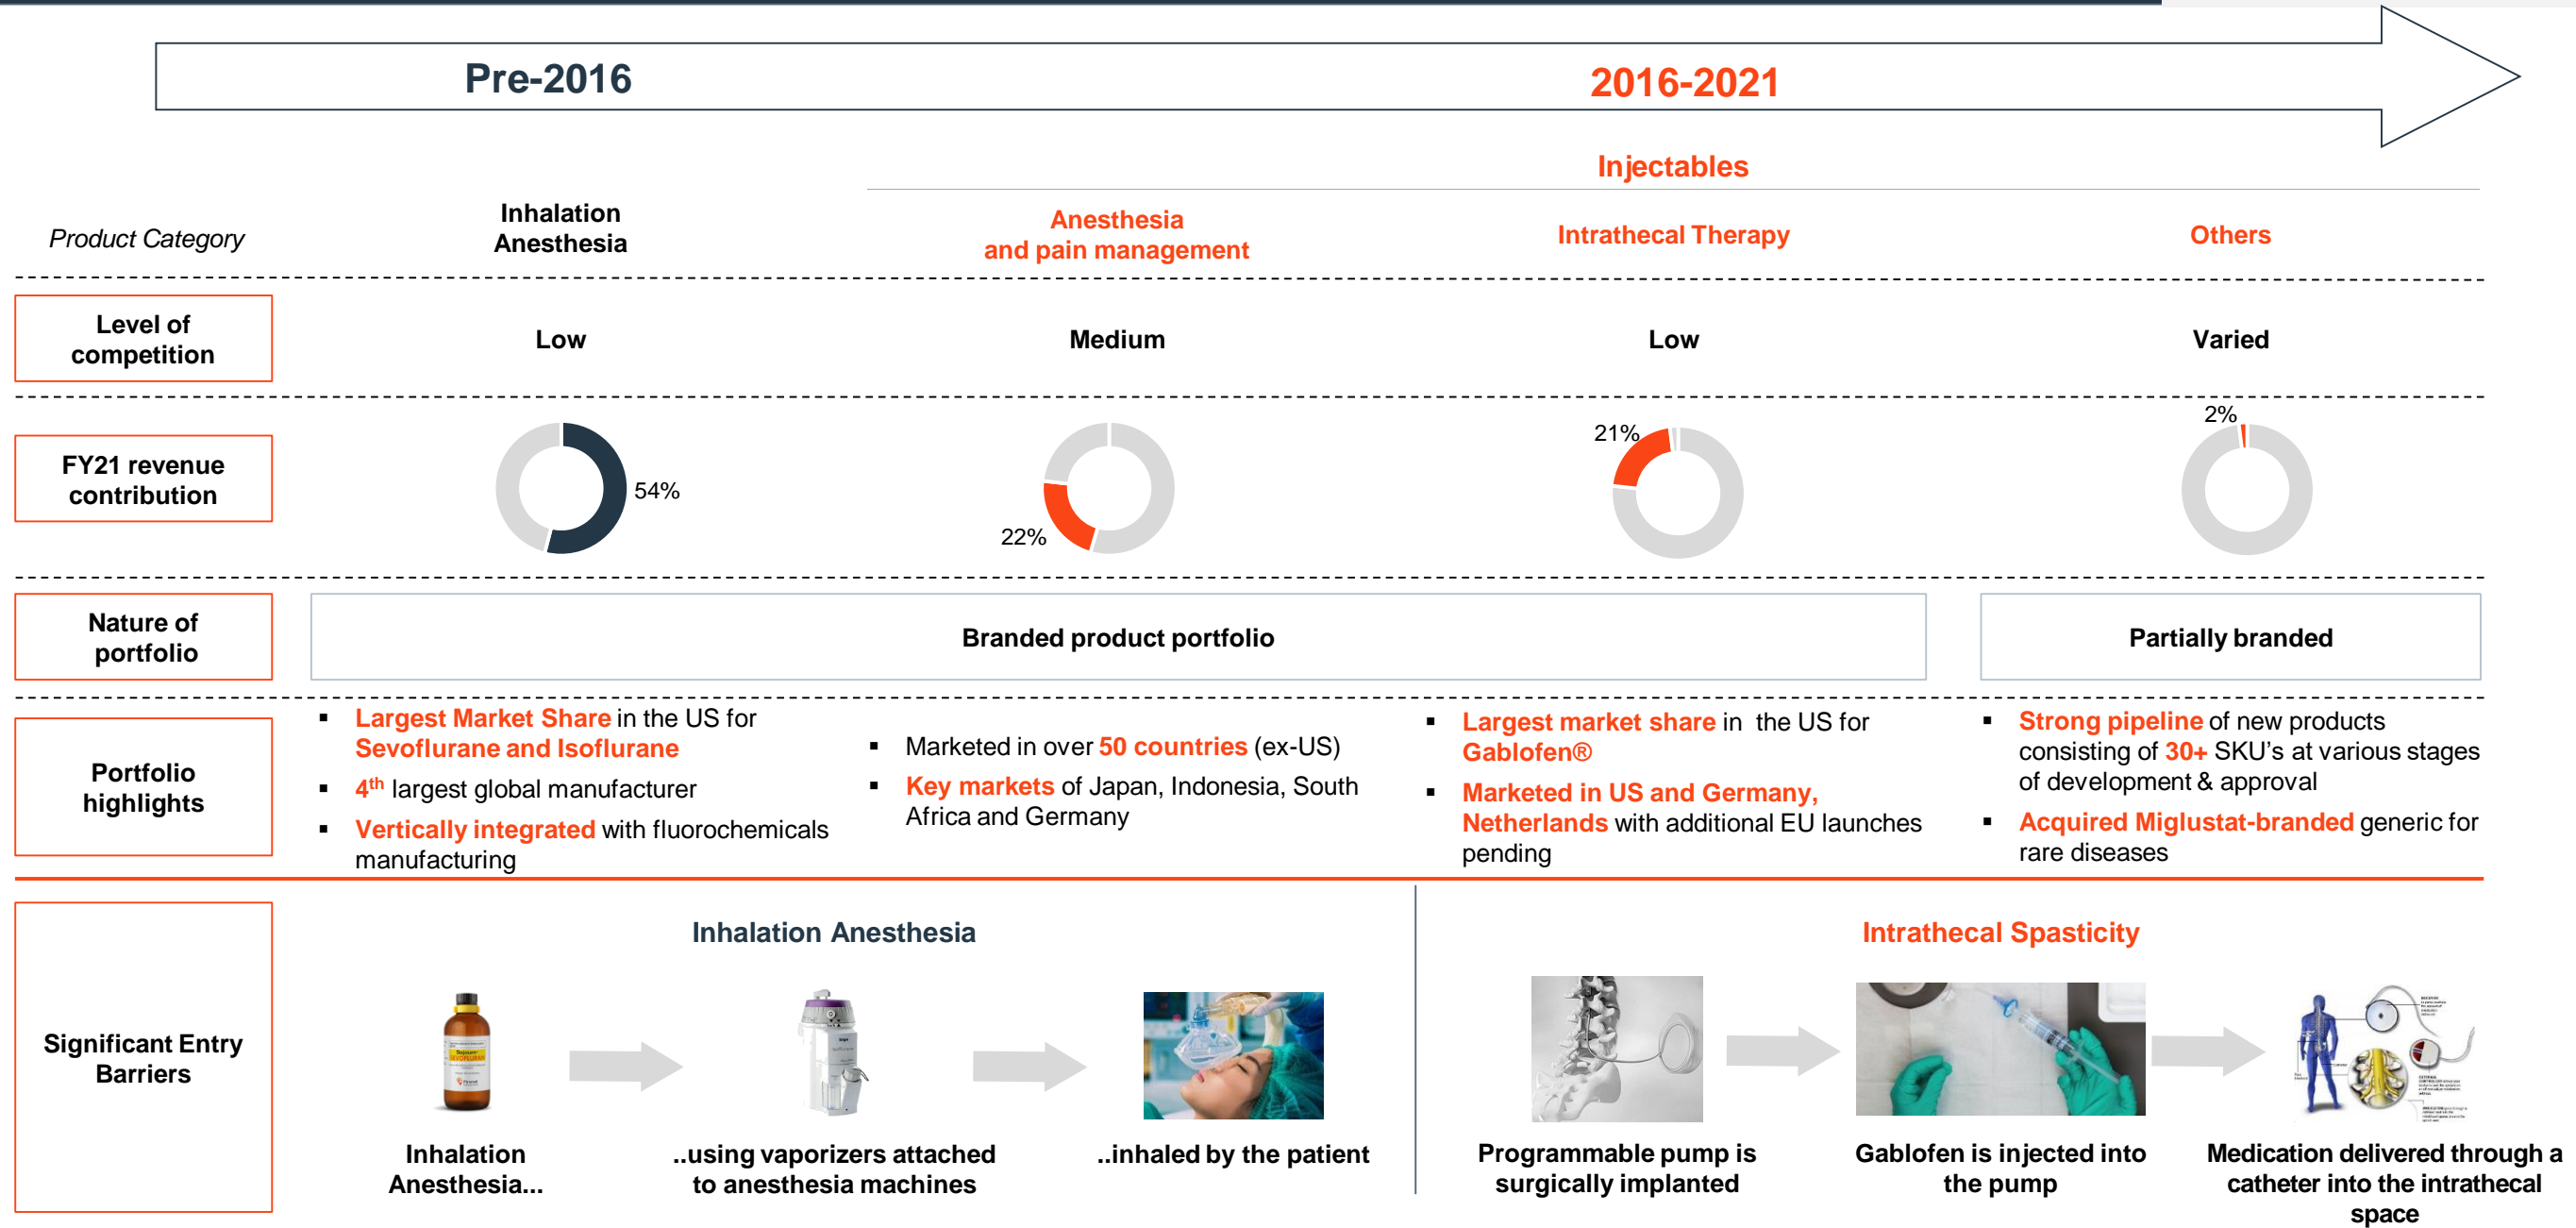 Pre-2016
2016-2021
Injectables
Product Category
Inhalation
Anesthesia
Anesthesia
and pain management
Intrathecal Therapy
Others
Level of
competition
Low
Medium
Low
Varied
FY21 revenue
contribution
54%
22%
21%
2%
Nature of
portfolio
Branded product portfolio
Partially branded
Portfolio
highlights
▪ Largest Market Share in the US for
Sevoflurane and Isoflurane
▪ 4th largest global manufacturer
▪ Vertically integrated with fluorochemicals
manufacturing
▪ Marketed in over 50 countries (ex-US)
▪ Key markets of Japan, Indonesia, South
Africa and Germany
▪ Largest market share in the US for
Gablofen®
▪ Marketed in US and Germany,
Netherlands with additional EU launches
pending
▪ Strong pipeline of new products
consisting of 30+ SKU's at various stages
of development & approval
▪ Acquired Miglustat-branded generic for
rare diseases
Significant Entry
Barriers
Inhalation Anesthesia
Inhalation
Anesthesia...
..using vaporizers attached
to anesthesia machines
..inhaled by the patient
Intrathecal Spasticity
Programmable pump is
surgically implanted
Gablofen is injected into
the pump
Medication delivered through a
catheter into the intrathecal
space